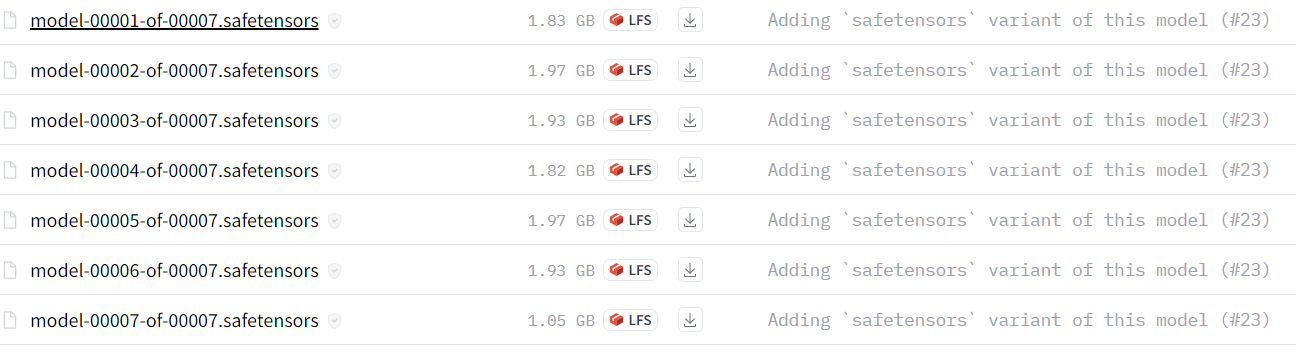 model-00001-of-00007.safetensors 1.83 GB LFS Adding `safetensors` variant of this model (#23)
model-00002-of-00007.safetensors 1.97 GB LFS Adding `safetensors` variant of this model (#23)
model-00003-of-00007.safetensors 1.93 GB LFS Adding `safetensors` variant of this model (#23)
model-00004-of-00007.safetensors 1.82 GB LFS Adding `safetensors` variant of this model (#23)
model-00005-of-00007.safetensors 1.97 GB LFS Adding `safetensors` variant of this model (#23)
model-00006-of-00007.safetensors 1.93 GB LFS Adding `safetensors` variant of this model (#23)
model-00007-of-00007.safetensors 1.05 GB LFS Adding `safetensors` variant of this model (#23)